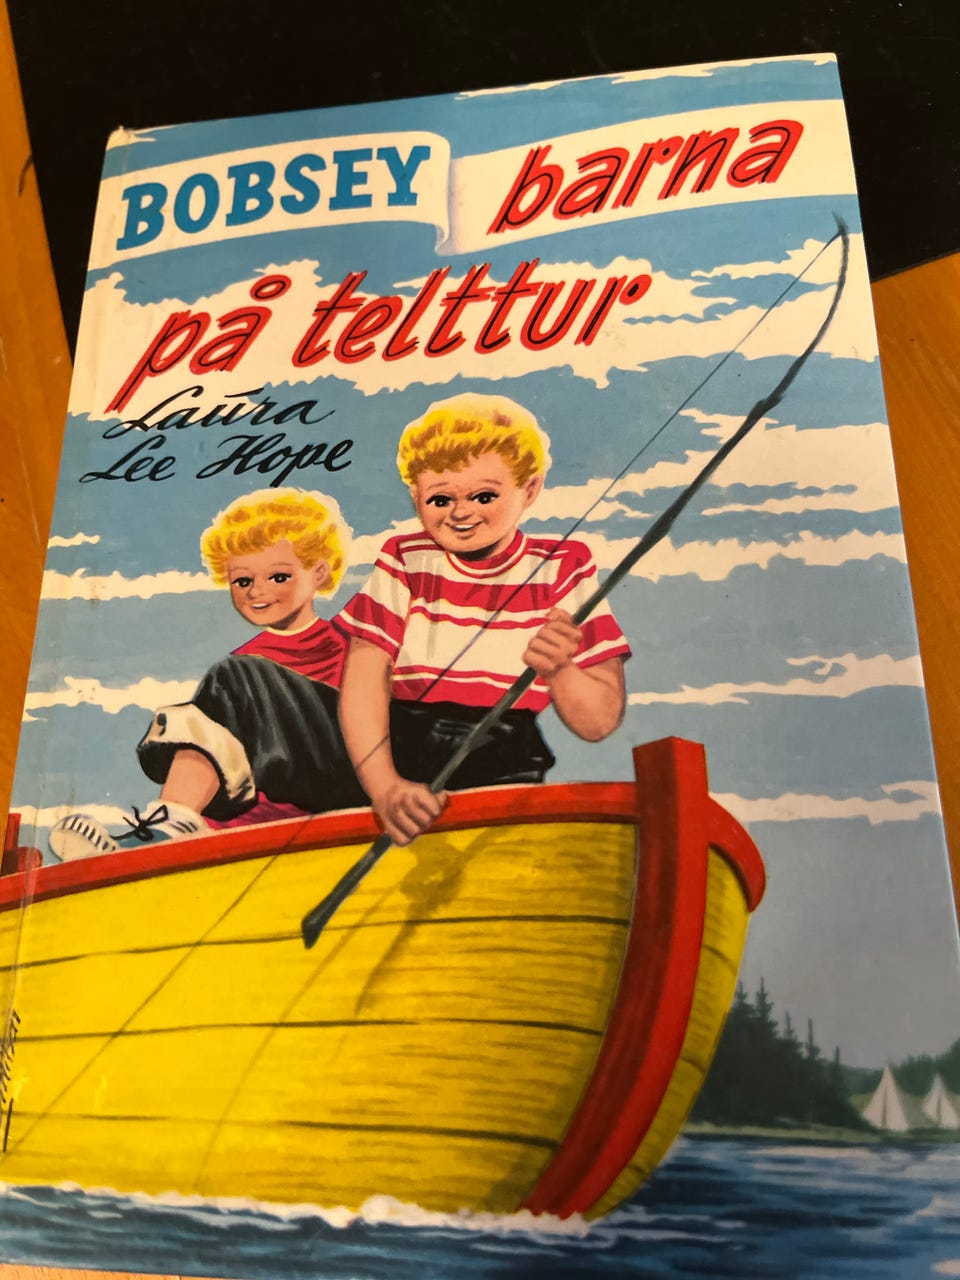 BOBSEY barna
på telttur
Laura
Lee Hope